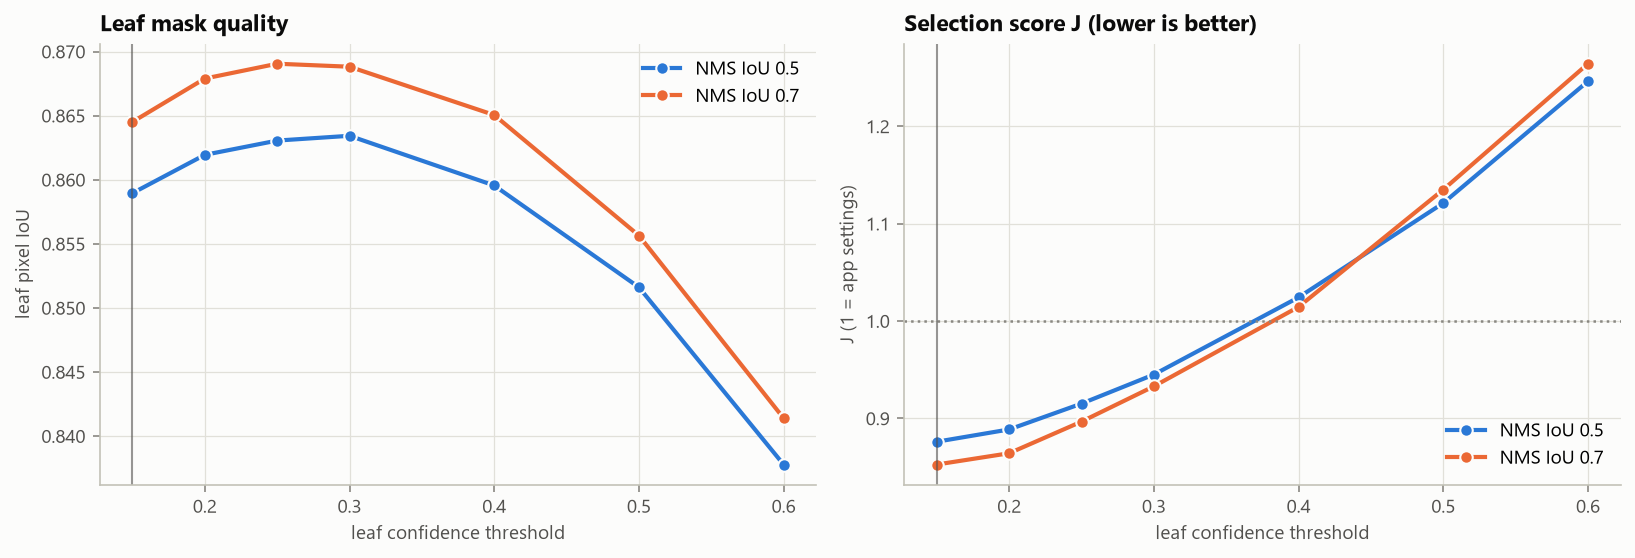 Leaf mask quality
leaf pixel IoU
0.870
0.865
0.860
0.855
0.850
0.845
0.840
NMS IoU 0.5
NMS IoU 0.7
0.2
0.3
0.4
0.5
0.6
leaf confidence threshold
Selection score J (lower is better)
J (1 = app settings)
1.2
1.1
1.0
0.9
NMS IoU 0.5
NMS IoU 0.7
0.2
0.3
0.4
0.5
0.6
leaf confidence threshold